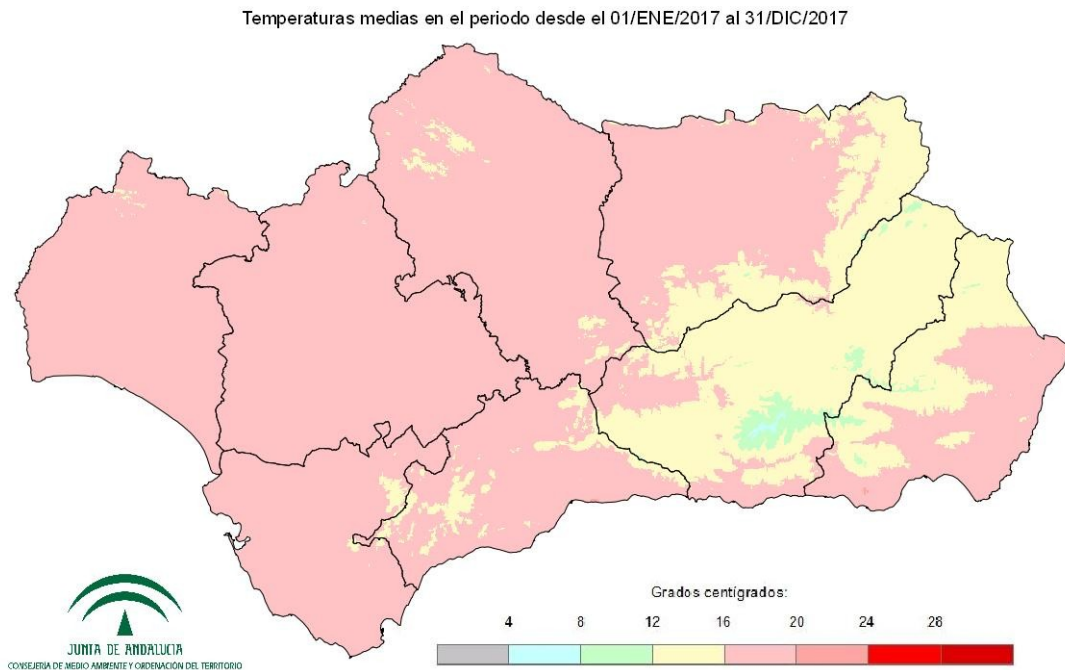 Temperaturas medias en el periodo desde el 01/ENE/2017 al 31/DIC/2017
Grados centígrados:
4 8 12 16 20 24 28
JUNTA DE ANDALUCIA
CONSEJERIA DE MEDIO AMBIENTE Y ORDENACIÓN DEL TERRITORIO